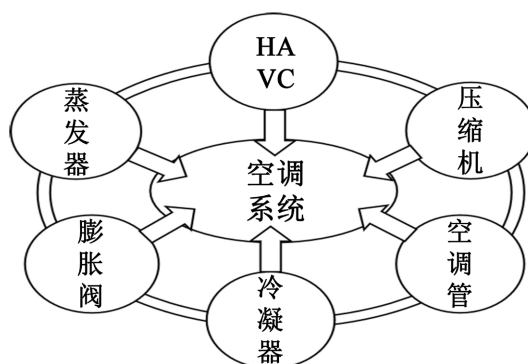 HA
VC
蒸
发
器
压
缩
机
空调
系统
膨
胀
阀
空
调
管
冷
凝
器